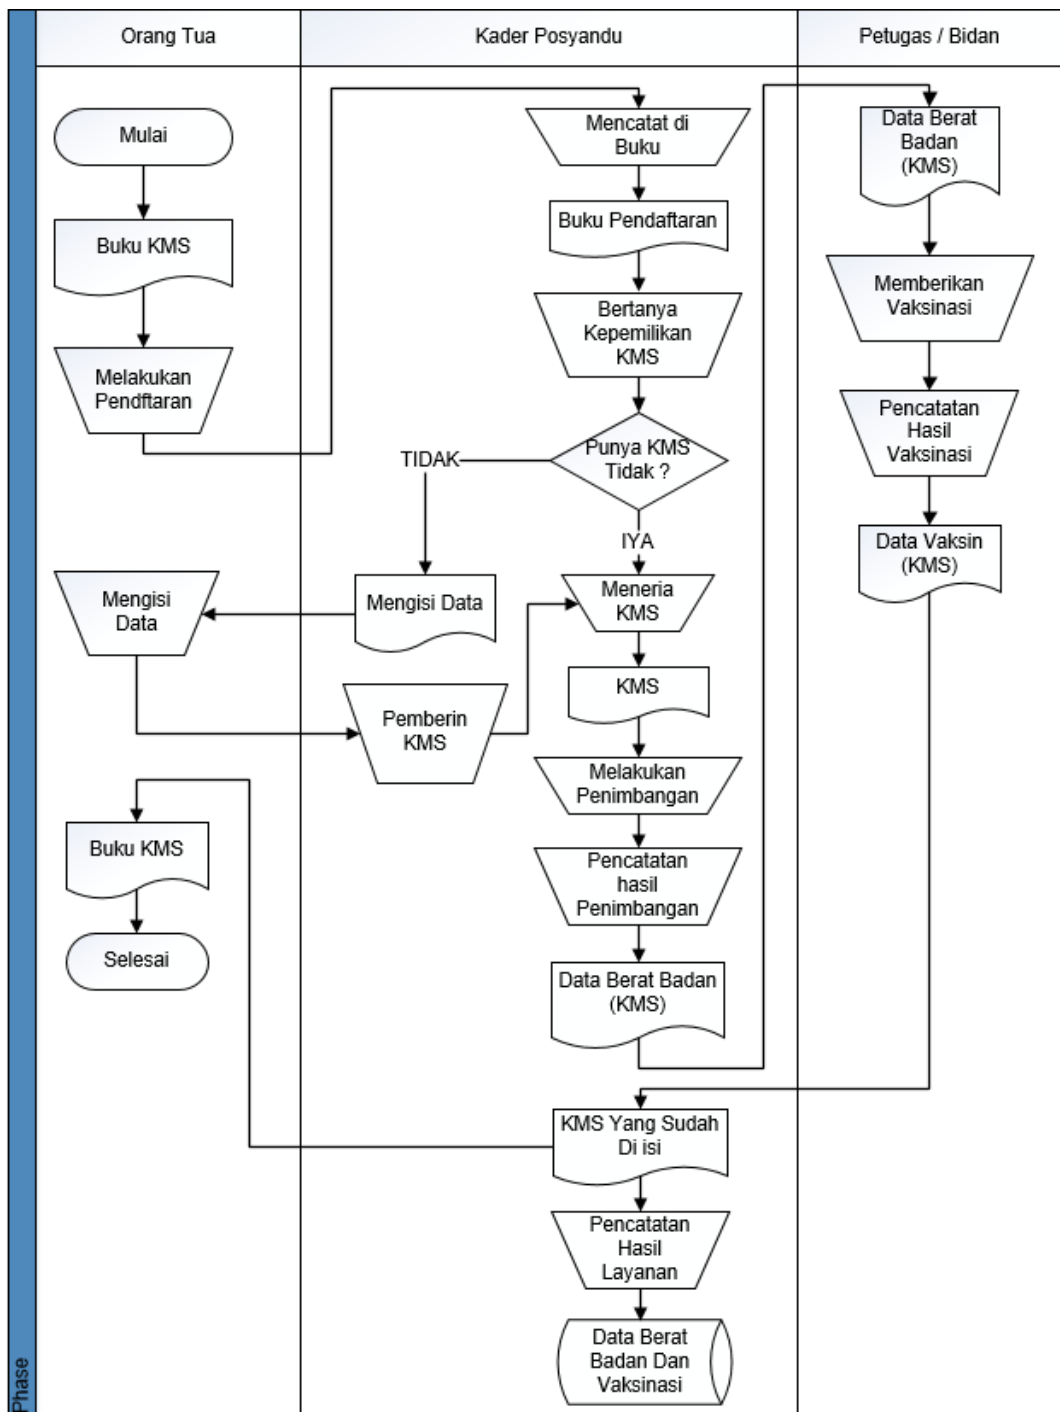 Orang Tua
Kader Posyandu
Petugas / Bidan
Mulai
Buku KMS
Melakukan
Pendftaran
Mencatat di
Buku
Buku Pendaftaran
Bertanya
Kepemilikan
KMS
Punya KMS
Tidak ?
TIDAK
IYA
Mengisi Data
Mengisi
Data
Pemberin
KMS
Meneria
KMS
KMS
Melakukan
Penimbangan
Pencatatan
hasil
Penimbangan
Data Berat Badan
(KMS)
Data Berat
Badan
(KMS)
Memberikan
Vaksinasi
Pencatatan
Hasil
Vaksinasi
Data Vaksin
(KMS)
KMS Yang Sudah
Di isi
Buku KMS
Selesai
Pencatatan
Hasil
Layanan
Data Berat
Badan Dan
Vaksinasi
Phase